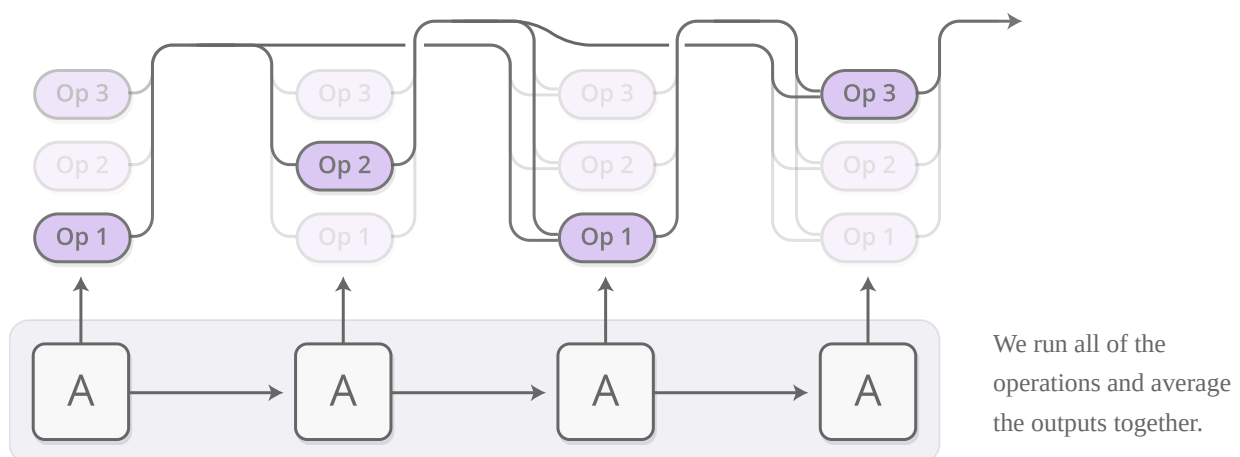 Op 3 Op 3 Op 3 Op 3
Op 2 Op 2 Op 2 Op 2
Op 1 Op 1 Op 1 Op 1
A A A A
We run all of the
operations and average
the outputs together.